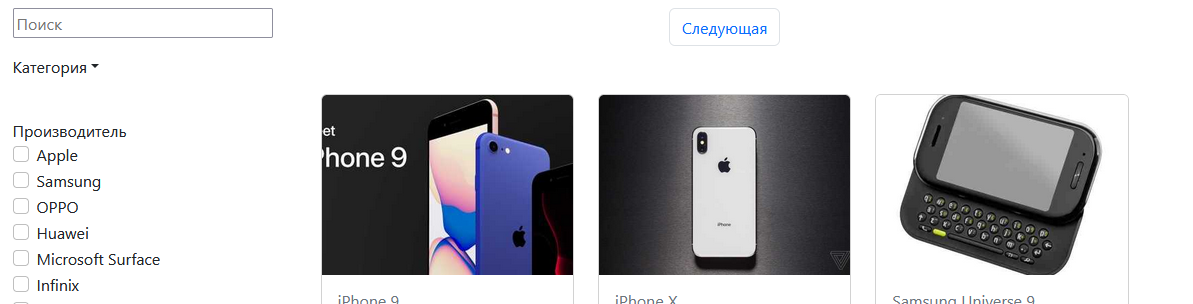 Поиск
Следующая
Категория
Производитель
Apple
Samsung
OPPO
Huawei
Microsoft Surface
Infinix
Phone 9
iPhone
iPhone 9
iPhone X
Samsung Universe 9